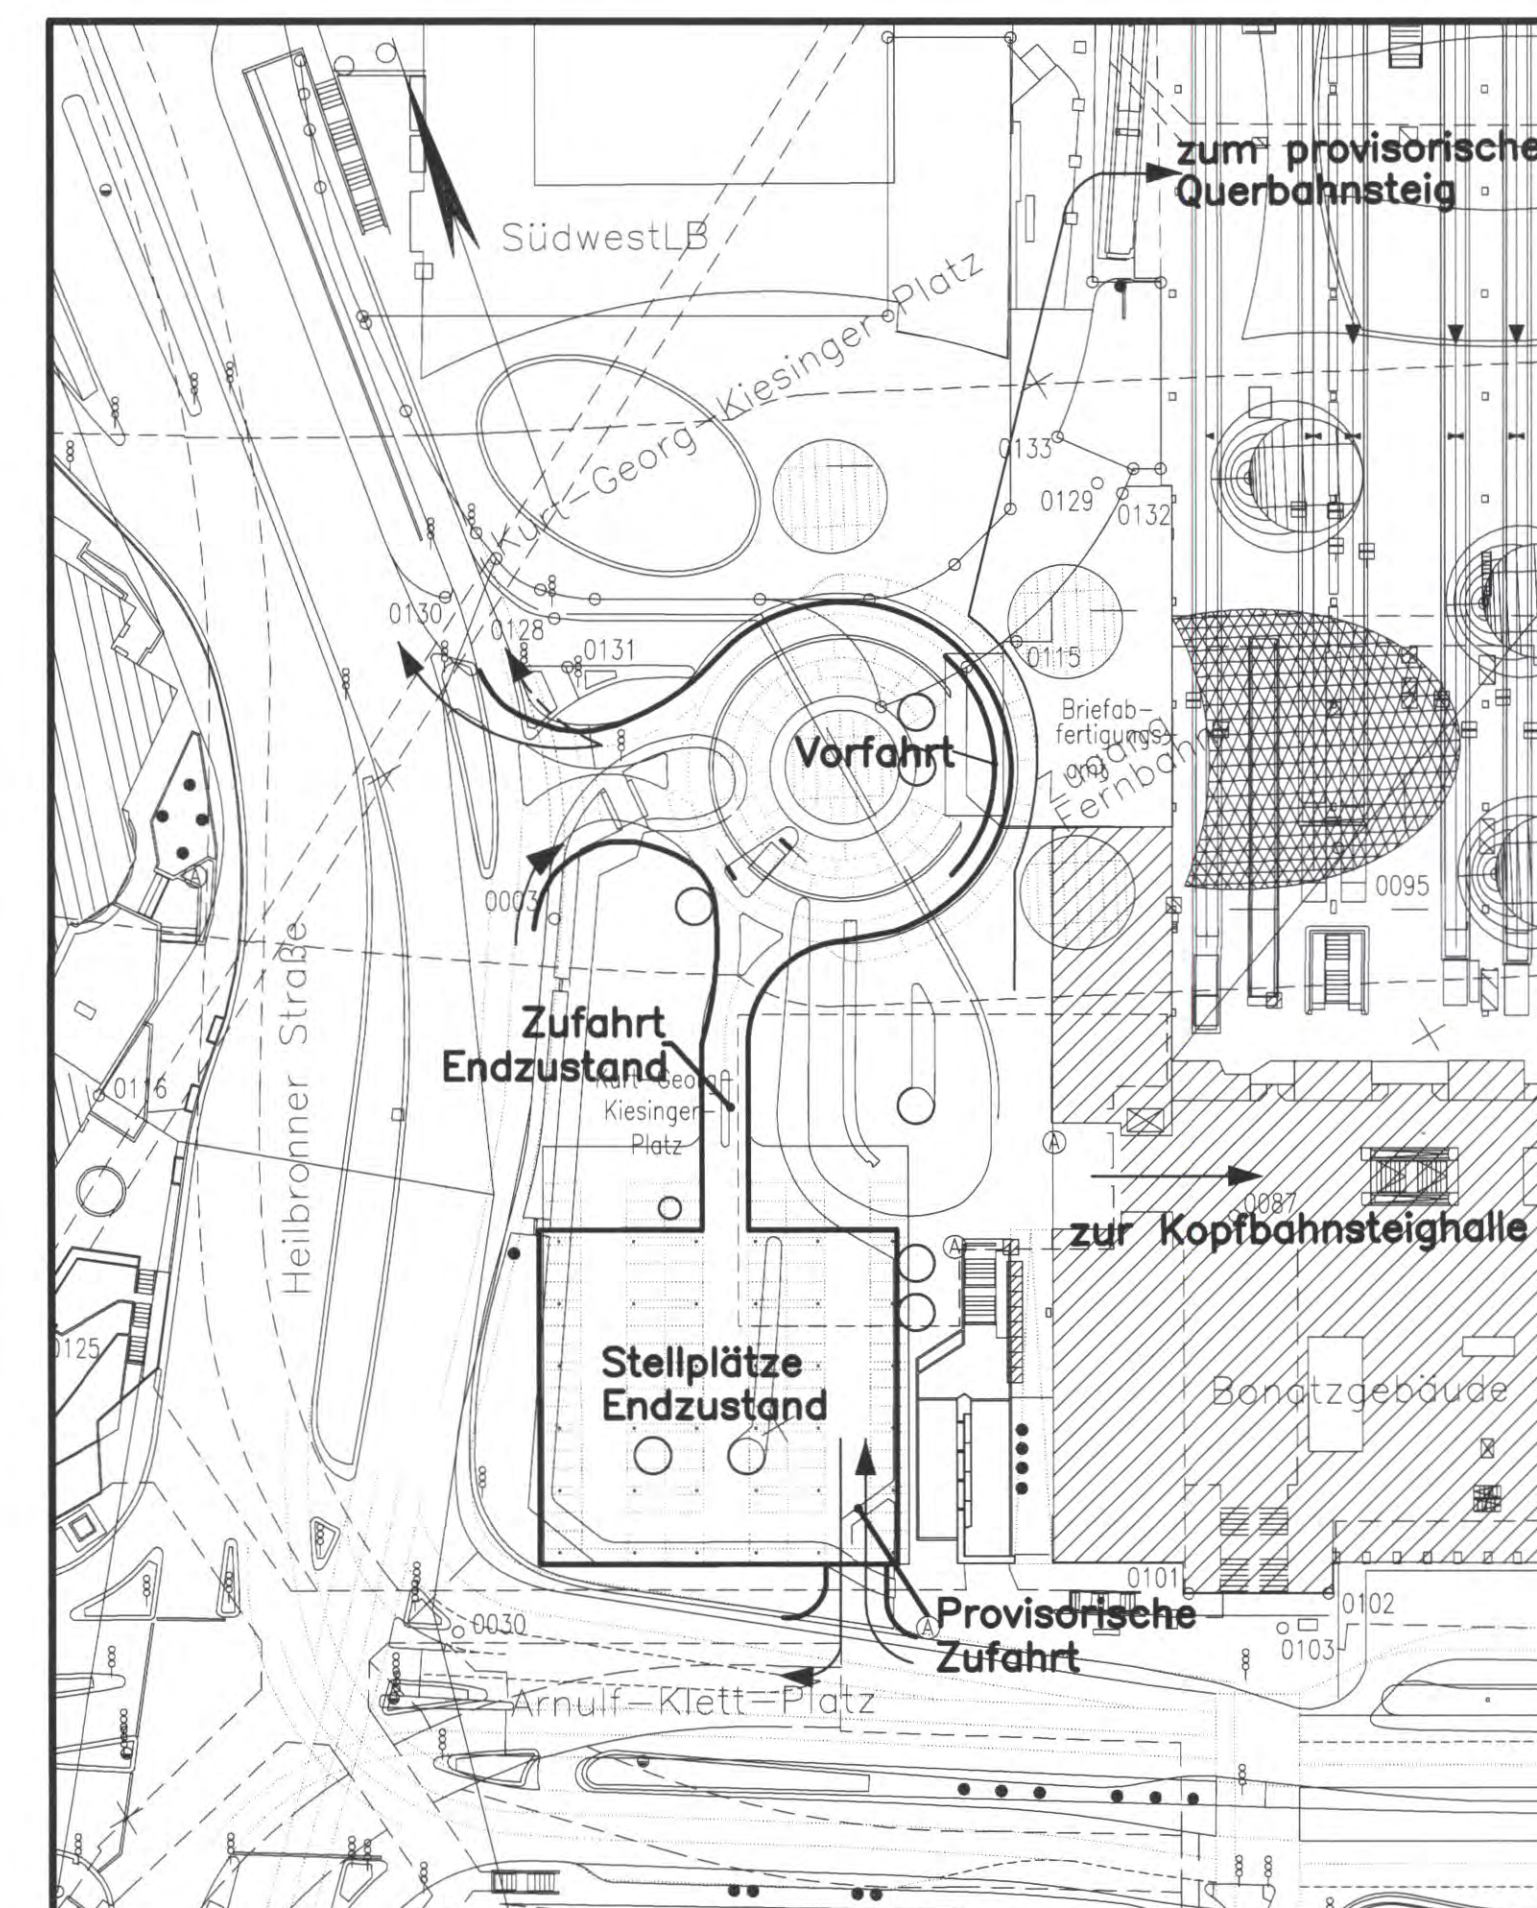 zum provisorische
Querbahnsteig
SüdwestLB
Kurt-Georg-Kiesinger-Platz
0133
0129
0132
0130
0128
0131
0115
Briefab-
fertigungs-
Vorfahrt
Zugang
Fernbahn
0003
0095
Heilbronner Straße
Zufahrt
Endzustand
Kurt-Georg-
Kiesinger-
Platz
0116
A
0087
zur Kopfbahnsteighalle
A
0125
Stellplätze
Endzustand
Bonatzgebäude
0101
0102
0103
0030
A
Provisorische
Zufahrt
Arnulf-Klett-Platz